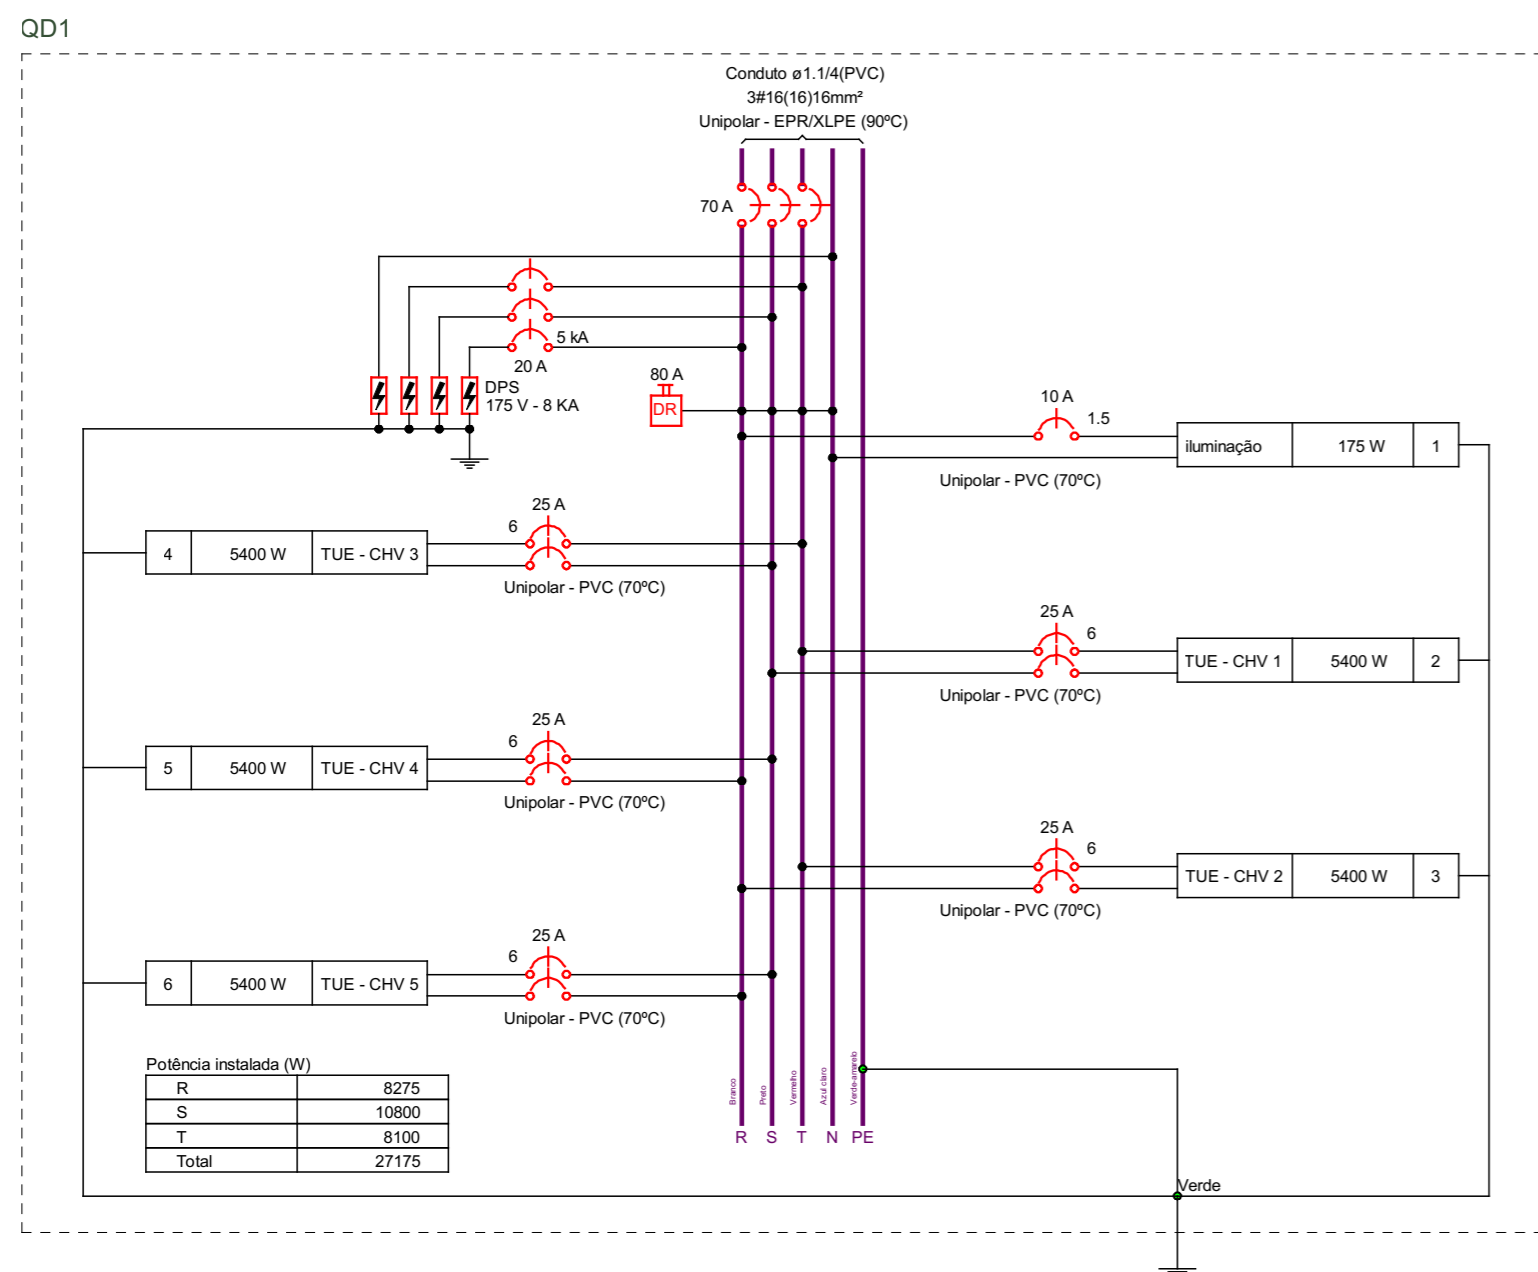 QD1
Conduto ø1.1/4(PVC)
3#16(16)16mm²
Unipolar - EPR/XLPE (90ºC)
70 A
5 kA
20 A
DPS
175 V - 8 KA
80 A
DR
10 A
1.5
iluminação 175 W 1
Unipolar - PVC (70ºC)
25 A
6
4 5400 W TUE - CHV 3
Unipolar - PVC (70ºC)
25 A
6
TUE - CHV 1 5400 W 2
Unipolar - PVC (70ºC)
25 A
6
5 5400 W TUE - CHV 4
Unipolar - PVC (70ºC)
25 A
6
TUE - CHV 2 5400 W 3
Unipolar - PVC (70ºC)
25 A
6
6 5400 W TUE - CHV 5
Unipolar - PVC (70ºC)
Potência instalada (W)
R 8275
S 10800
T 8100
Total 27175
Branco
Preto
Vermelho
Azul claro
Verde-amarelo
R S T N PE
Verde